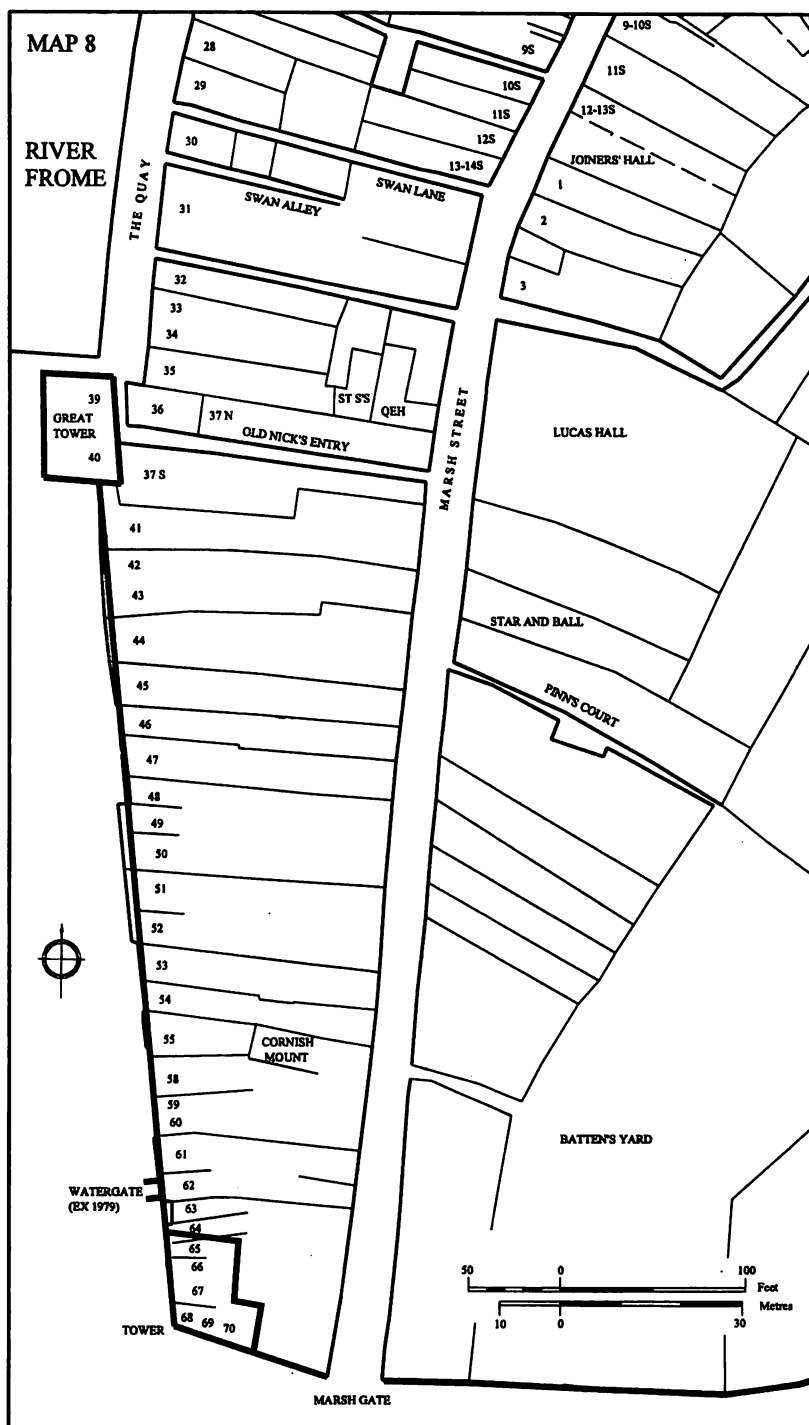 MAP 8
RIVER
FROME
THE QUAY
28
29
30
31
SWAN ALLEY
SWAN LANE
9S
10S
11S
12S
13-14S
9-10S
11S
12-13S
JOINERS' HALL
1
2
3
32
33
34
35
36
37 N
ST S'S
QEH
OLD NICK'S ENTRY
MARSH STREET
LUCAS HALL
39
GREAT
TOWER
40
37 S
41
42
43
44
45
46
47
48
49
50
51
52
53
54
55
CORNISH
MOUNT
58
59
60
61
62
63
64
65
66
67
68
69
70
STAR AND BALL
PINN'S COURT
BATTEN'S YARD
WATERGATE
(EX 1979)
TOWER
MARSH GATE
50
0
100
Feet
Metres
10
0
30